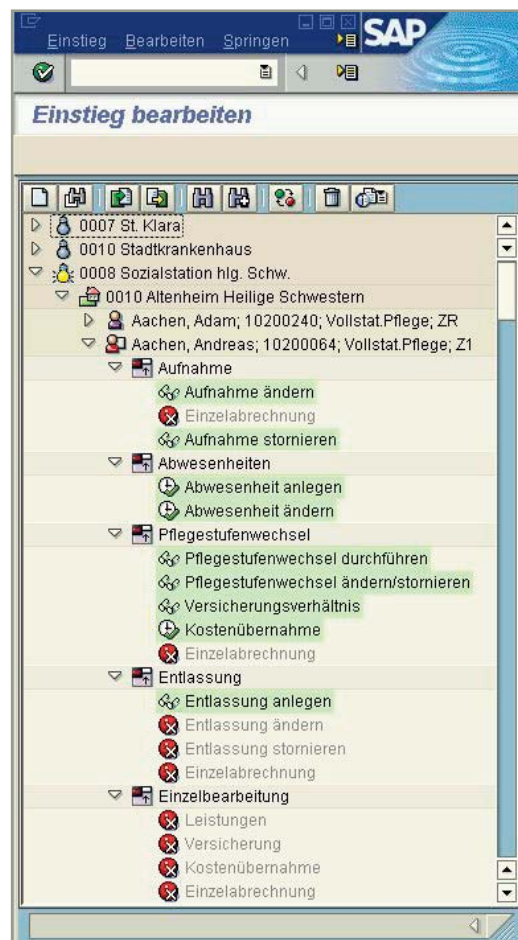 Einstieg Bearbeiten Springen
SAP
Einstieg bearbeiten
0007 St. Klara
0010 Stadtkrankenhaus
0008 Sozialstation hlg. Schw.
0010 Altenheim Heilige Schwestern
Aachen, Adam; 10200240; Vollstat.Pflege; ZR
Aachen, Andreas; 10200064; Vollstat.Pflege; Z1
Aufnahme
Aufnahme ändern
Einzelabrechnung
Aufnahme stornieren
Abwesenheiten
Abwesenheit anlegen
Abwesenheit ändern
Pflegestufenwechsel
Pflegestufenwechsel durchführen
Pflegestufenwechsel ändern/stornieren
Versicherungsverhältnis
Kostenübernahme
Einzelabrechnung
Entlassung
Entlassung anlegen
Entlassung ändern
Entlassung stornieren
Einzelabrechnung
Einzelbearbeitung
Leistungen
Versicherung
Kostenübernahme
Einzelabrechnung